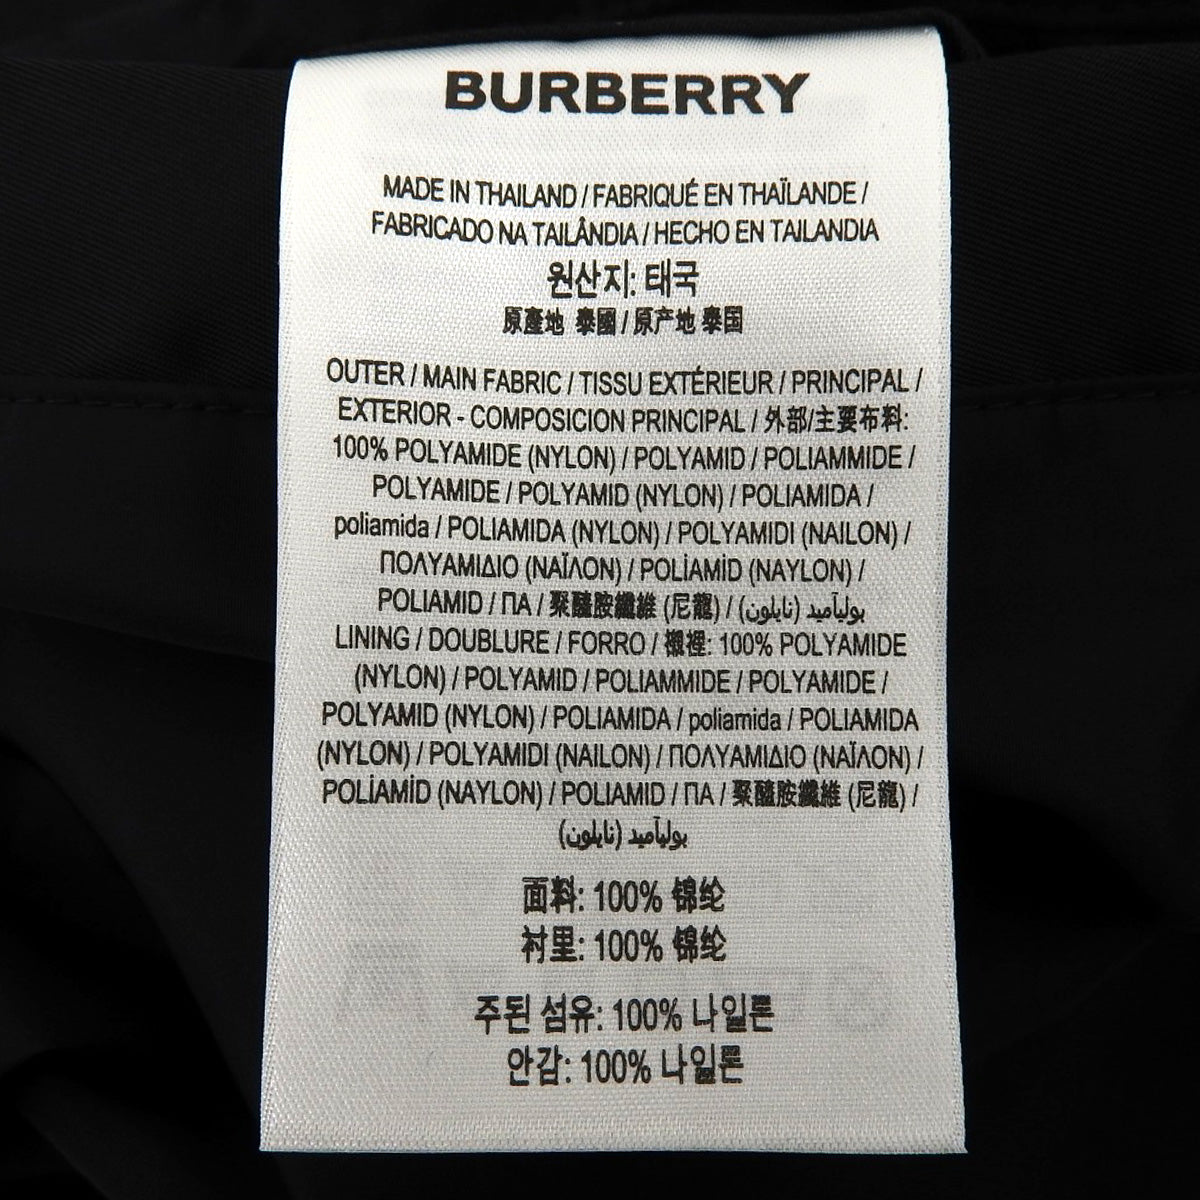 BURBERRY
MADE IN THAILAND / FABRIQUÉ EN THAÏLANDE /
FABRICADO NA TAILÂNDIA / HECHO EN TAILANDIA
원산지: 태국
原產地 泰國 / 原产地 泰国
OUTER / MAIN FABRIC / TISSU EXTÉRIEUR / PRINCIPAL /
EXTERIOR - COMPOSICION PRINCIPAL / 外部/主要布料:
100% POLYAMIDE (NYLON) / POLYAMID / POLIAMMIDE /
POLYAMIDE / POLYAMID (NYLON) / POLIAMIDA /
poliamida / POLIAMIDA (NYLON) / POLYAMIDI (NAILON) /
ΠΟΛΥΑΜΙΔΙΟ (ΝΑΪΛΟΝ) / POLİAMİD (NAYLON) /
POLIAMID / ПА / 聚醯胺纖維 (尼龍) / بوليآميد (نايلون)
LINING / DOUBLURE / FORRO / 襯裡: 100% POLYAMIDE
(NYLON) / POLYAMID / POLIAMMIDE / POLYAMIDE /
POLYAMID (NYLON) / POLIAMIDA / poliamida / POLIAMIDA
(NYLON) / POLYAMIDI (NAILON) / ΠΟΛΥΑΜΙΔΙΟ (ΝΑΪΛΟΝ) /
POLİAMİD (NAYLON) / POLIAMID / ПА / 聚醯胺纖維 (尼龍) /
بوليآميد (نايلون)
面料: 100% 锦纶
衬里: 100% 锦纶
주된 섬유: 100% 나일론
안감: 100% 나일론